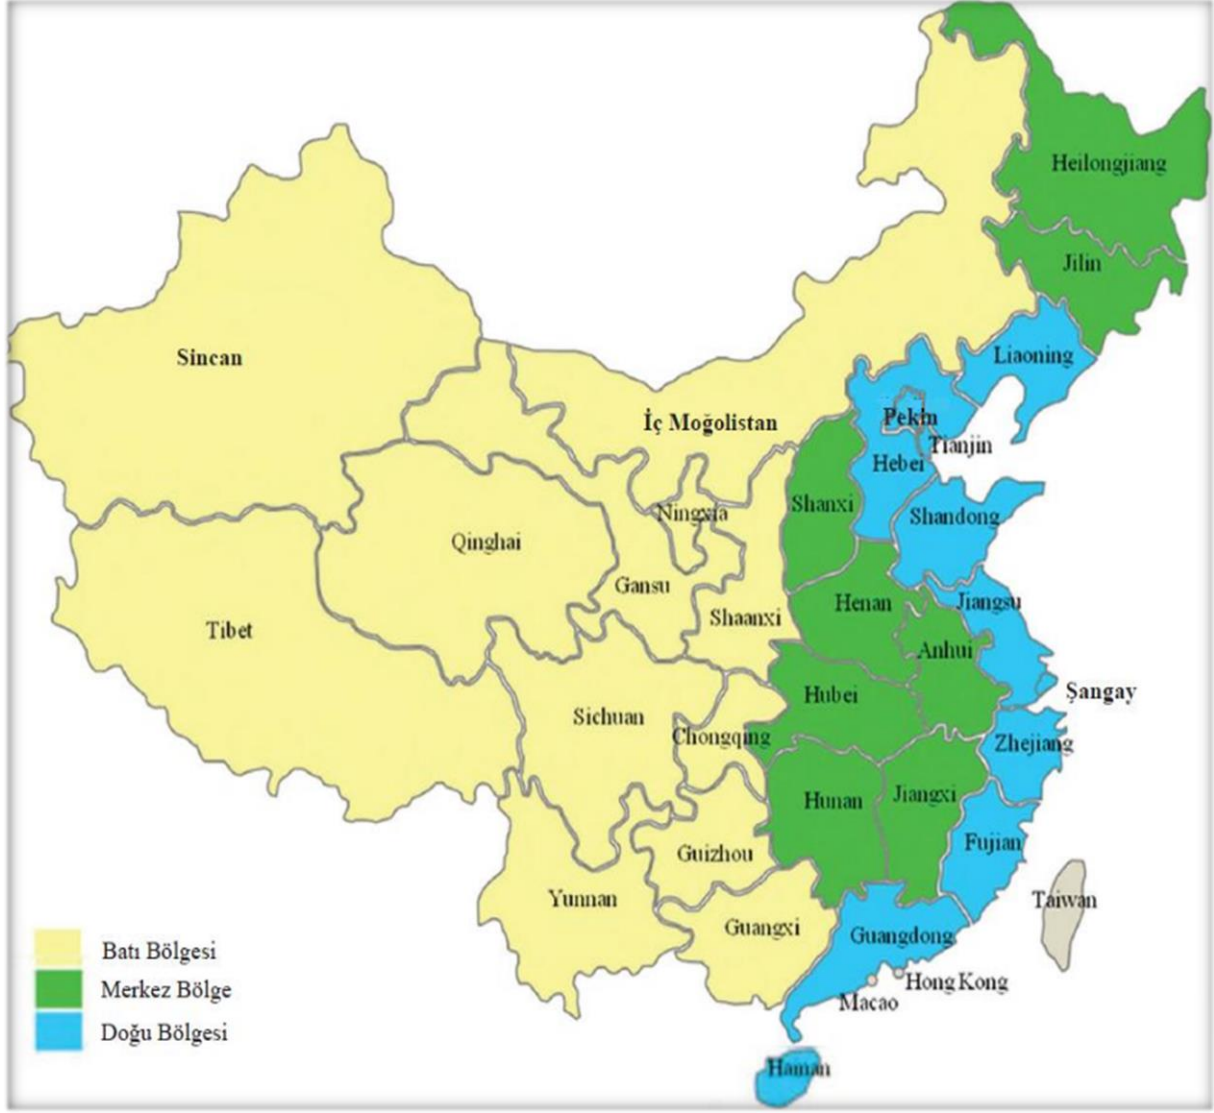 Heilongjiang
Jilin
Liaoning
Sincan
İç Moğolistan
Pekin
Tianjin
Hebei
Shanxi
Ningxia
Shandong
Qinghai
Gansu
Henan
Jiangsu
Shaanxi
Tibet
Anhui
Hubei
Şangay
Sichuan
Chongqing
Zhejiang
Hunan
Jiangxi
Guizhou
Fujian
Yunnan
Taiwan
Guangxi
Guangdong
Hong Kong
Macao
Haınan
Batı Bölgesi
Merkez Bölge
Doğu Bölgesi